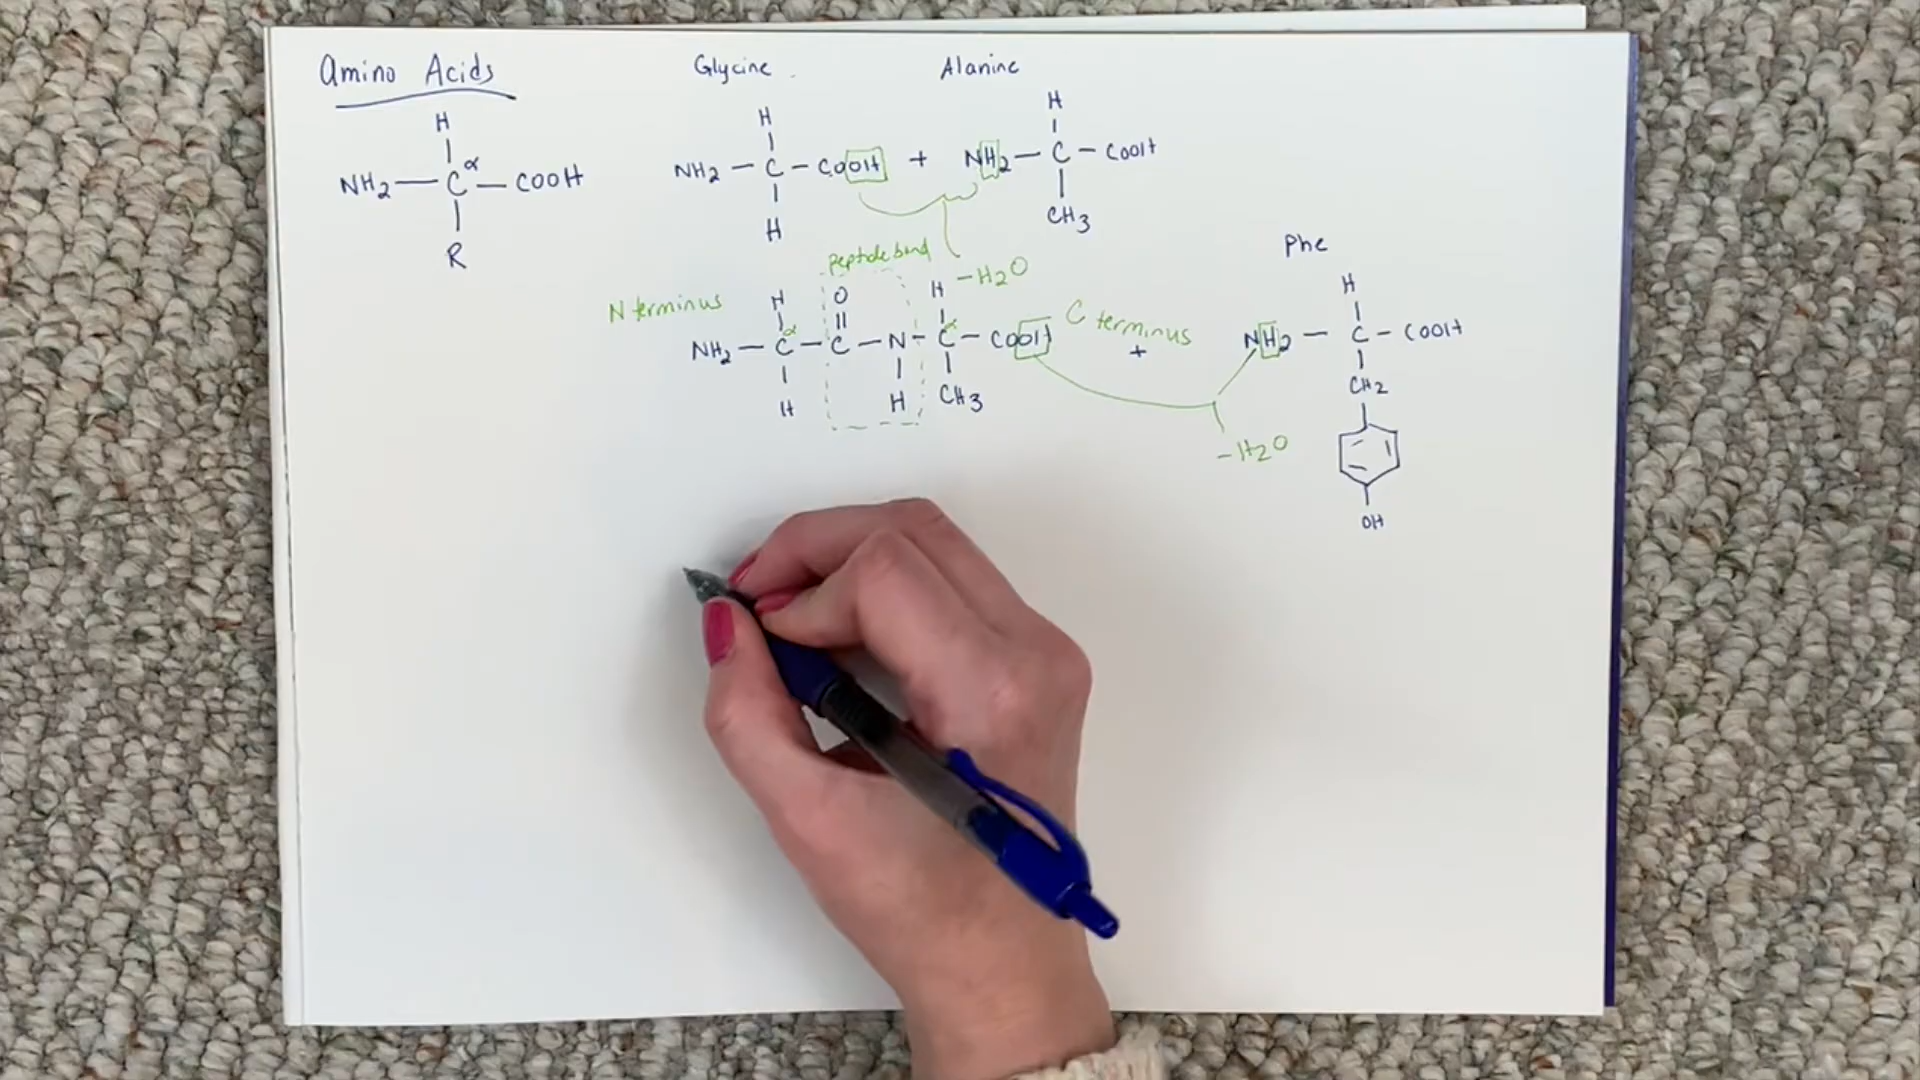 Amino Acids
H
NH2 — C α — COOH
R
Glycine
H
NH2 — C — COOH
H
+
Alanine
H
NH2 — C — COOH
CH3
-H2O
peptide bond
N terminus
H O H
NH2 — C α — C — N — C α — COOH
H H CH3
C terminus
+
-H2O
Phe
H
NH2 — C — COOH
CH2
OH